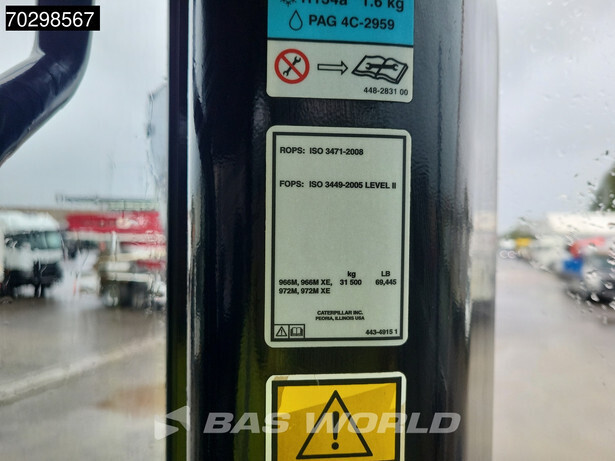 70298567
R134a 1.6 kg
PAG 4C-2959
448-2831 00
ROPS: ISO 3471-2008
FOPS: ISO 3449-2005 LEVEL II
kg LB
966M, 966M XE, 31 500 69,445
972M, 972M XE
CATERPILLAR INC.
PEORIA, ILLINOIS USA
443-4915 1
BAS WORLD